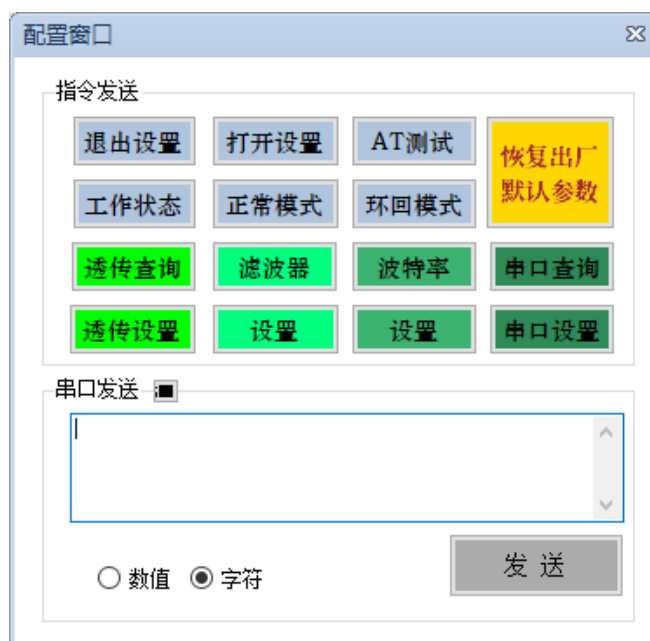 配置窗口
指令发送
退出设置 打开设置 AT测试 恢复出厂
默认参数
工作状态 正常模式 环回模式
透传查询 滤波器 波特率 串口查询
透传设置 设置 设置 串口设置
串口发送
发 送
数值 字符